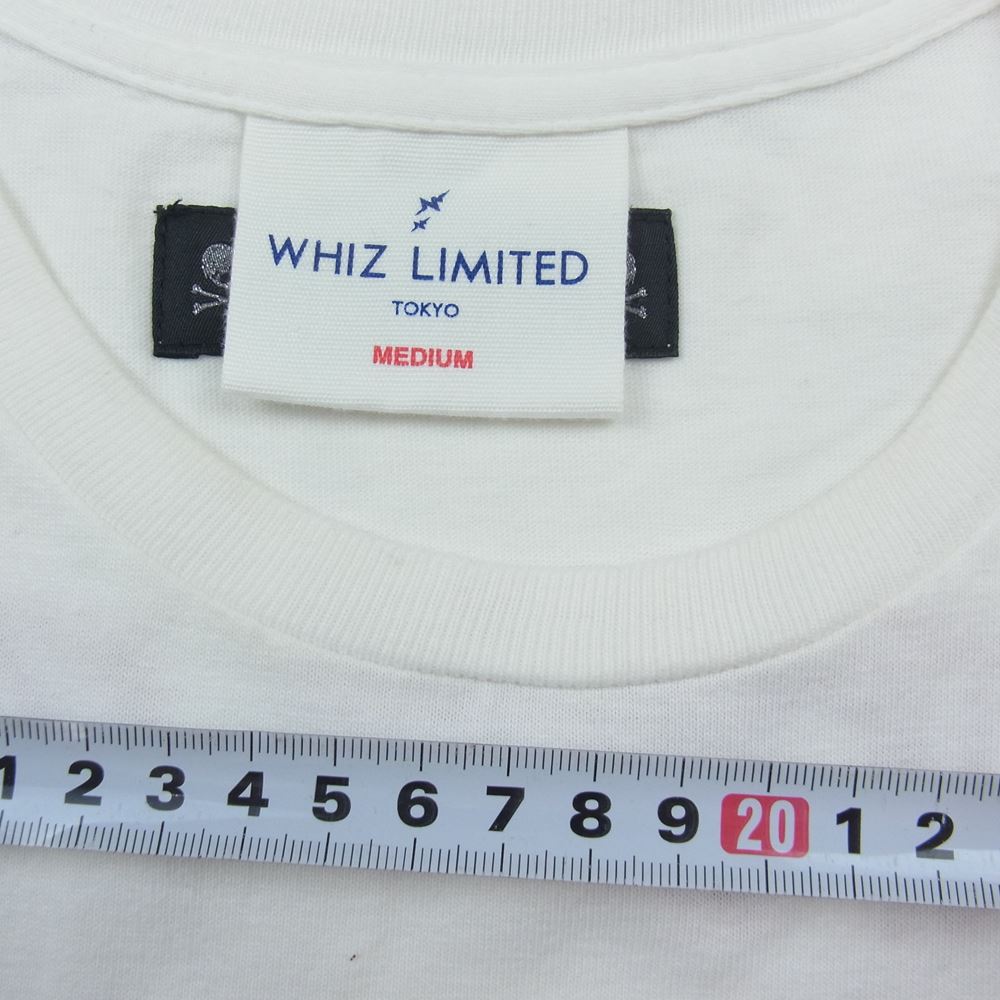 WHIZ LIMITED
TOKYO
MEDIUM
1 2 3 4 5 6 7 8 9 20 1 2